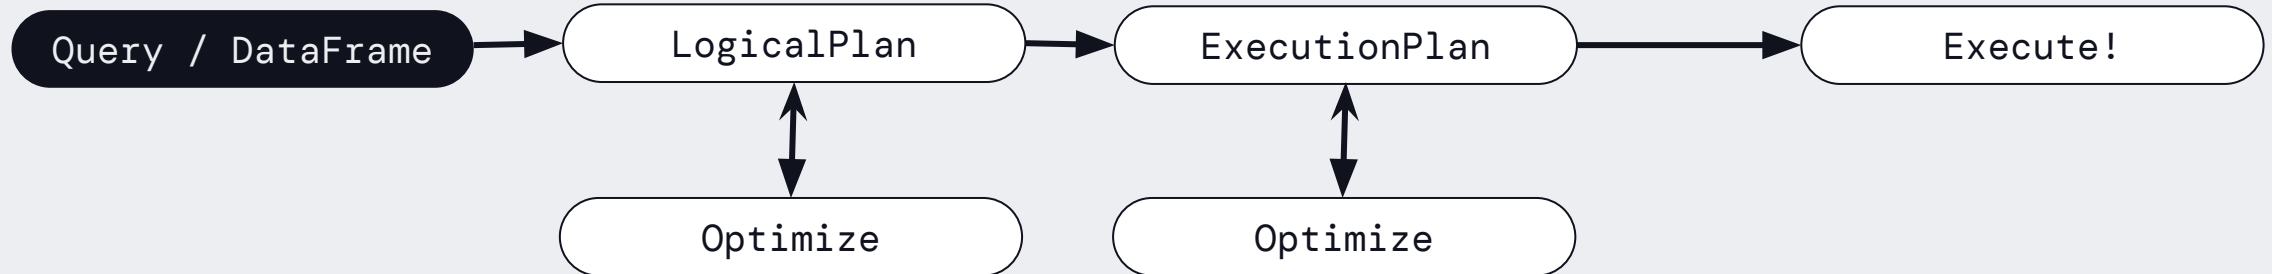 Query / DataFrame
LogicalPlan
ExecutionPlan
Execute!
Optimize
Optimize